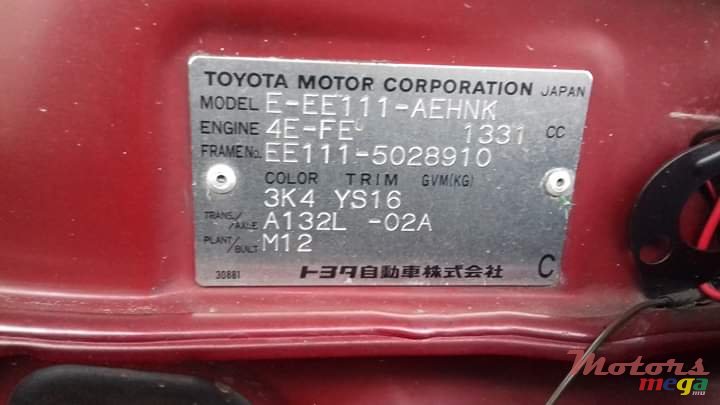 TOYOTA MOTOR CORPORATION JAPAN
MODEL E-EE111-AEHNK
ENGINE 4E-FE 1331 CC
FRAME No. EE111-5028910
COLOR TRIM GVM(KG)
3K4 YS16
TRANS./AXLE A132L -02A
PLANT/BUILT M12
30881 トヨタ自動車株式会社 C
Motors
mega.mu